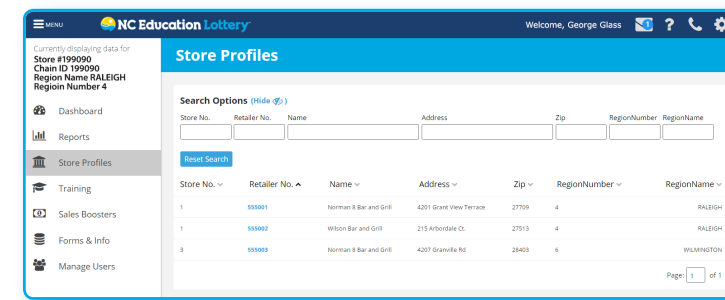 MENU
NC Education Lottery
Welcome, George Glass
1
?
Currently displaying data for
Store #199090
Chain ID 199090
Region Name RALEIGH
Regioin Number 4
Store Profiles
Dashboard
Reports
Store Profiles
Training
Sales Boosters
Forms & Info
Manage Users
Search Options (Hide)
Store No. Retailer No. Name Address Zip RegionNumber RegionName
Reset Search
Store No. Retailer No. Name Address Zip RegionNumber RegionName
1 555001 Norman 8 Bar and Grill 4201 Grant View Terrace 27709 4 RALEIGH
1 555002 Wilson Bar and Grill 215 Arbordale Ct. 27513 4 RALEIGH
3 555003 Norman 8 Bar and Grill 4207 Granville Rd 28403 6 WILMINGTON
Page: 1 of 1